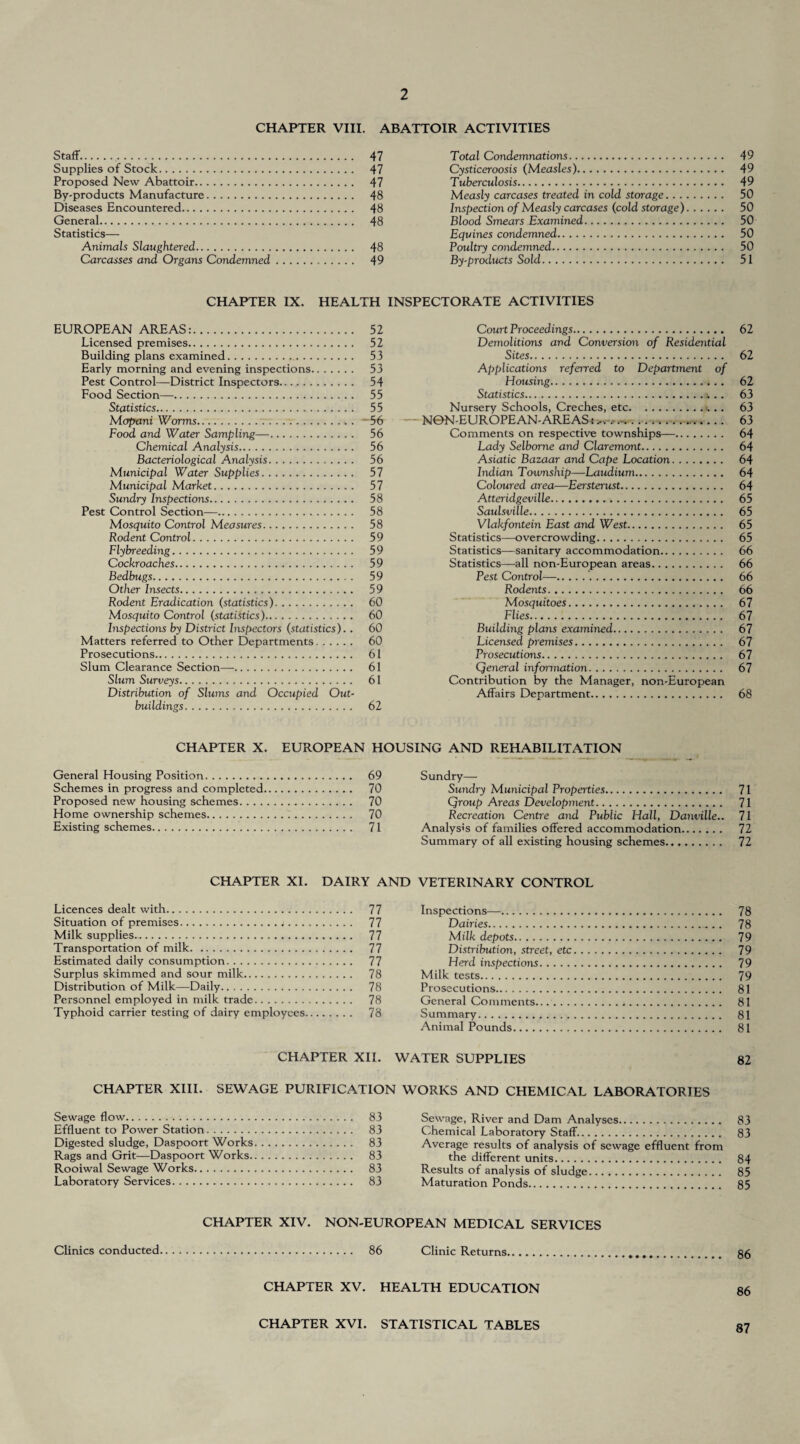 2
CHAPTER VIII. ABATTOIR ACTIVITIES
Staff........ 47
Supplies of Stock........ 47
Proposed New Abattoir........ 47
By-products Manufacture........ 48
Diseases Encountered........ 48
General........ 48
Statistics—
Animals Slaughtered........ 48
Carcasses and Organs Condemned........ 49
Total Condemnations........ 49
Cysticeroosis (Measles)........ 49
Tuberculosis........ 49
Measly carcases treated in cold storage........ 50
Inspection of Measly carcases (cold storage)...... 50
Blood Smears Examined........ 50
Equines condemned........ 50
Poultry condemned........ 50
By-products Sold........ 51
CHAPTER IX. HEALTH INSPECTORATE ACTIVITIES
EUROPEAN AREAS:........ 52
Licensed premises........ 52
Building plans examined........ 53
Early morning and evening inspections....... 53
Pest Control—District Inspectors........ 54
Food Section—........ 55
Statistics........ 55
Mopani Worms........ 56
Food and Water Sampling—........ 56
Chemical Analysis........ 56
Bacteriological Analysis........ 56
Municipal Water Supplies........ 57
Municipal Market........ 57
Sundry Inspections........ 58
Pest Control Section—........ 58
Mosquito Control Measures........ 58
Rodent Control........ 59
Flybreeding........ 59
Cockroaches........ 59
Bedbugs........ 59
Other Insects........ 59
Rodent Eradication (statistics)........ 60
Mosquito Control (statistics)........ 60
Inspections by District Inspectors (statistics).. 60
Matters referred to Other Departments...... 60
Prosecutions........ 61
Slum Clearance Section—........ 61
Slum Surveys........ 61
Distribution of Slums and Occupied Out-
buildings........ 62
Court Proceedings........ 62
Demolitions and Conversion of Residential
Sites........ 62
Applications referred to Department of
Housing........ 62
Statistics........ 63
Nursery Schools, Creches, etc......... 63
NON-EUROPEAN-AREAS:........ 63
Comments on respective townships—........ 64
Lady Selborne and Claremont........ 64
Asiatic Bazaar and Cape Location........ 64
Indian Township—Laudium........ 64
Coloured area—Eersterust........ 64
Atteridgeville........ 65
Saulsville........ 65
Vlakfontein East and West........ 65
Statistics—overcrowding........ 65
Statistics—sanitary accommodation........ 66
Statistics—all non-European areas........ 66
Pest Control—........ 66
Rodents........ 66
Mosquitoes........ 67
Flies........ 67
Building plans examined........ 67
Licensed premises........ 67
Prosecutions........ 67
General information........ 67
Contribution by the Manager, non-European
Affairs Department........ 68
CHAPTER X. EUROPEAN HOUSING AND REHABILITATION
General Housing Position........ 69
Schemes in progress and completed........ 70
Proposed new housing schemes........ 70
Home ownership schemes........ 70
Existing schemes........ 71
Sundry—
Sundry Municipal Properties........ 71
Group Areas Development........ 71
Recreation Centre and Public Hall, Danville.. 71
Analysis of families offered accommodation....... 72
Summary of all existing housing schemes........ 72
CHAPTER XI. DAIRY AND VETERINARY CONTROL
Licences dealt with........ 77
Situation of premises........ 77
Milk supplies........ 77
Transportation of milk........ 77
Estimated daily consumption........ 77
Surplus skimmed and sour milk........ 78
Distribution of Milk—Daily........ 78
Personnel employed in milk trade........ 78
Typhoid carrier testing of dairy employees........ 78
Inspections—........ 78
Dairies........ 78
Milk depots........ 79
Distribution, street, etc........ 79
Herd inspections........ 79
Milk tests........ 79
Prosecutions........ 81
General Comments........ 81
Summary........ 81
Animal Pounds........ 81
CHAPTER XII. WATER SUPPLIES 82
CHAPTER XIII. SEWAGE PURIFICATION WORKS AND CHEMICAL LABORATORIES
Sewage flow........ 83
Effluent to Power Station........ 83
Digested sludge, Daspoort Works........ 83
Rags and Grit—Daspoort Works........ 83
Rooiwal Sewage Works........ 83
Laboratory Services........ 83
Sewage, River and Dam Analyses........ 83
Chemical Laboratory Staff........ 83
Average results of analysis of sewage effluent from
the different units........ 84
Results of analysis of sludge........ 85
Maturation Ponds........ 85
CHAPTER XIV. NON-EUROPEAN MEDICAL SERVICES
Clinics conducted........ 86
Clinic Returns........ 86
CHAPTER XV. HEALTH EDUCATION 86
CHAPTER XVI. STATISTICAL TABLES 87